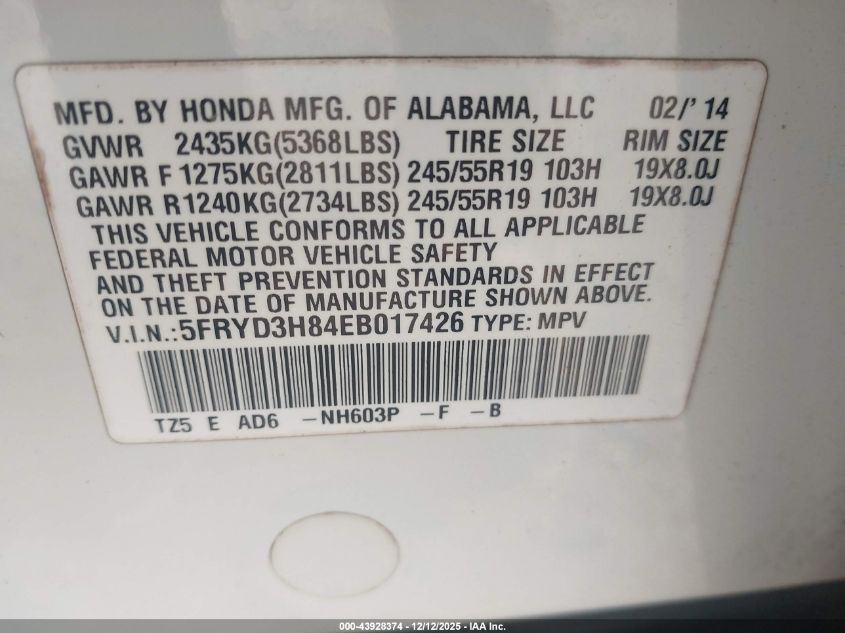 MFD. BY HONDA MFG. OF ALABAMA, LLC 02/' 14
GVWR 2435KG(5368LBS) TIRE SIZE RIM SIZE
GAWR F 1275KG(2811LBS) 245/55R19 103H 19X8.0J
GAWR R1240KG(2734LBS) 245/55R19 103H 19X8.0J
THIS VEHICLE CONFORMS TO ALL APPLICABLE
FEDERAL MOTOR VEHICLE SAFETY
AND THEFT PREVENTION STANDARDS IN EFFECT
ON THE DATE OF MANUFACTURE SHOWN ABOVE.
V.I.N.:5FRYD3H84EB017426 TYPE: MPV
TZ5 E AD6 -NH603P -F -B
000-43928374 - 12/12/2025 - IAA Inc.